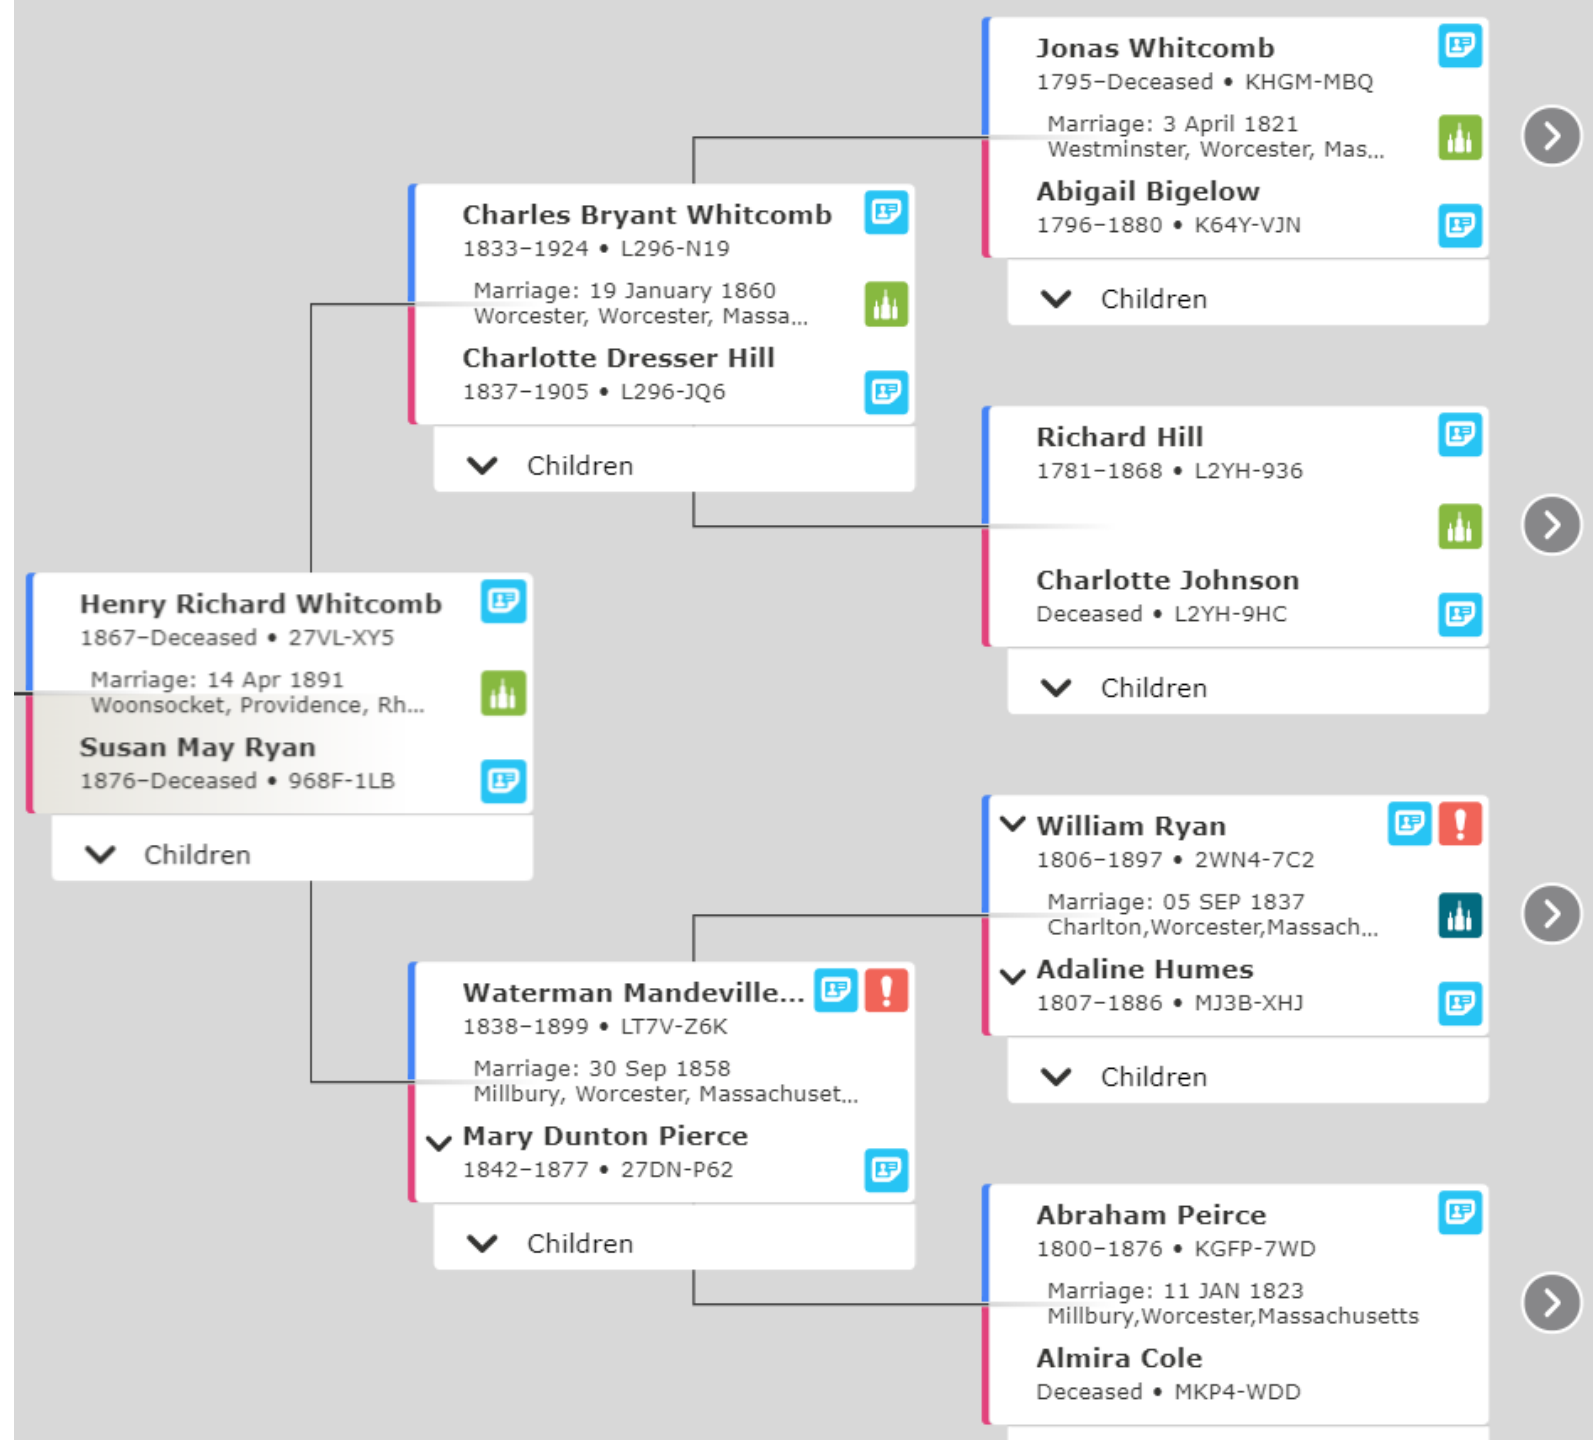 Jonas Whitcomb
1795–Deceased • KHGM-MBQ
Marriage: 3 April 1821
Westminster, Worcester, Mas...
Abigail Bigelow
1796–1880 • K64Y-VJN
Children
Charles Bryant Whitcomb
1833–1924 • L296-N19
Marriage: 19 January 1860
Worcester, Worcester, Massa...
Charlotte Dresser Hill
1837–1905 • L296-JQ6
Children
Richard Hill
1781–1868 • L2YH-936
Charlotte Johnson
Deceased • L2YH-9HC
Children
Henry Richard Whitcomb
1867–Deceased • 27VL-XY5
Marriage: 14 Apr 1891
Woonsocket, Providence, Rh...
Susan May Ryan
1876–Deceased • 968F-1LB
Children
William Ryan
1806–1897 • 2WN4-7C2
Marriage: 05 SEP 1837
Charlton,Worcester,Massach...
Adaline Humes
1807–1886 • MJ3B-XHJ
Children
Waterman Mandeville...
1838–1899 • LT7V-Z6K
Marriage: 30 Sep 1858
Millbury, Worcester, Massachuset...
Mary Dunton Pierce
1842–1877 • 27DN-P62
Children
Abraham Peirce
1800–1876 • KGFP-7WD
Marriage: 11 JAN 1823
Millbury,Worcester,Massachusetts
Almira Cole
Deceased • MKP4-WDD